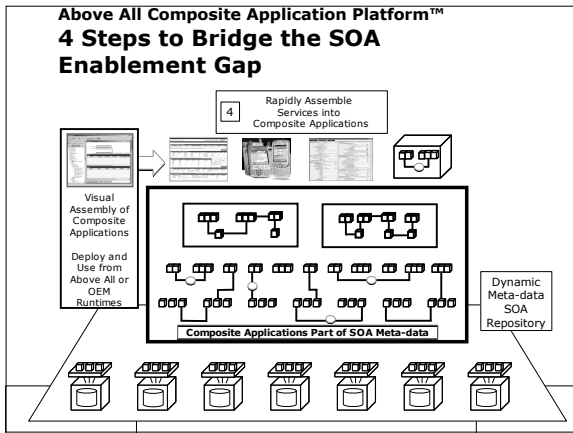 Above All Composite Application Platform™
4 Steps to Bridge the SOA
Enablement Gap
4
Rapidly Assemble
Services into
Composite Applications
Visual
Assembly of
Composite
Applications
Deploy and
Use from
Above All or
OEM
Runtimes
Dynamic
Meta-data
SOA
Repository
Composite Applications Part of SOA Meta-data